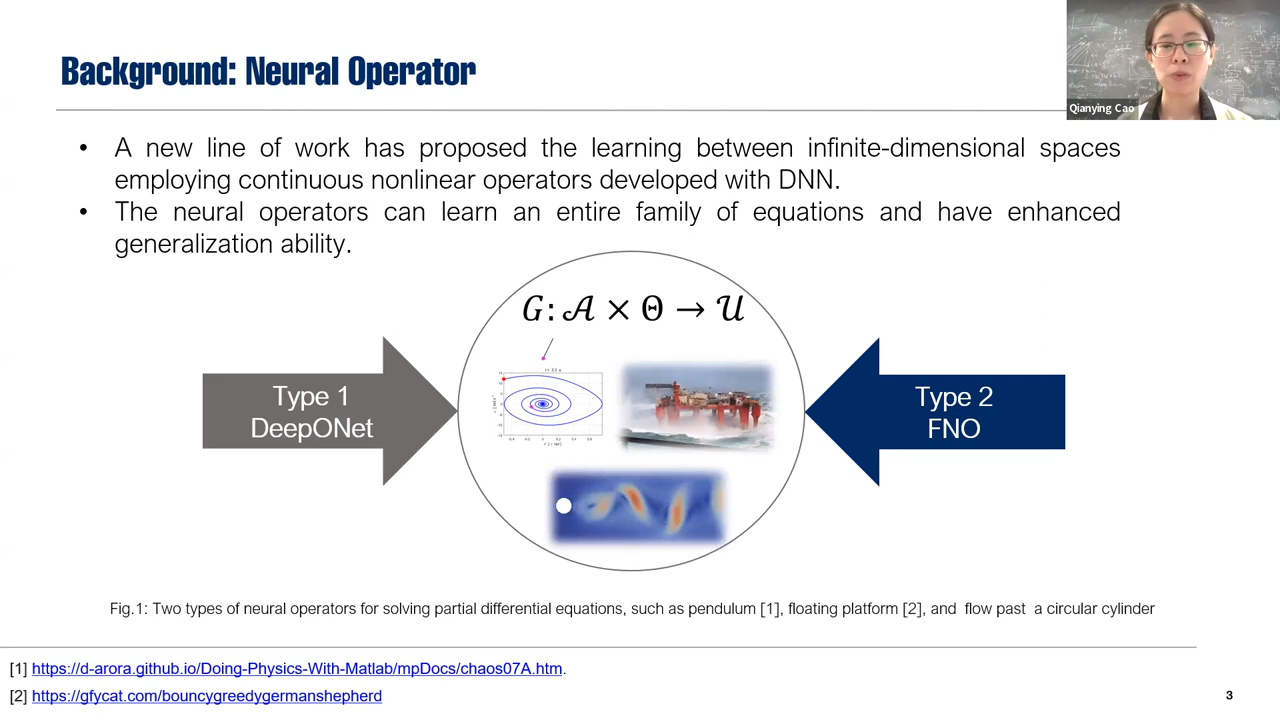 Background: Neural Operator
Qianying Cao
• A new line of work has proposed the learning between infinite-dimensional spaces
employing continuous nonlinear operators developed with DNN.
• The neural operators can learn an entire family of equations and have enhanced
generalization ability.
G: 𝒜 × Θ → 𝒰
Type 1
DeepONet
Type 2
FNO
Fig.1: Two types of neural operators for solving partial differential equations, such as pendulum [1], floating platform [2], and flow past a circular cylinder
[1] https://d-arora.github.io/Doing-Physics-With-Matlab/mpDocs/chaos07A.htm.
[2] https://gfycat.com/bouncygreedygermanshepherd
3